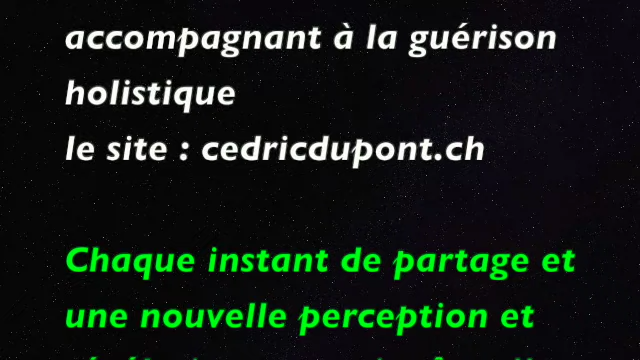 accompagnant à la guérison
holistique
le site : cedricdupont.ch
Chaque instant de partage et
une nouvelle perception et